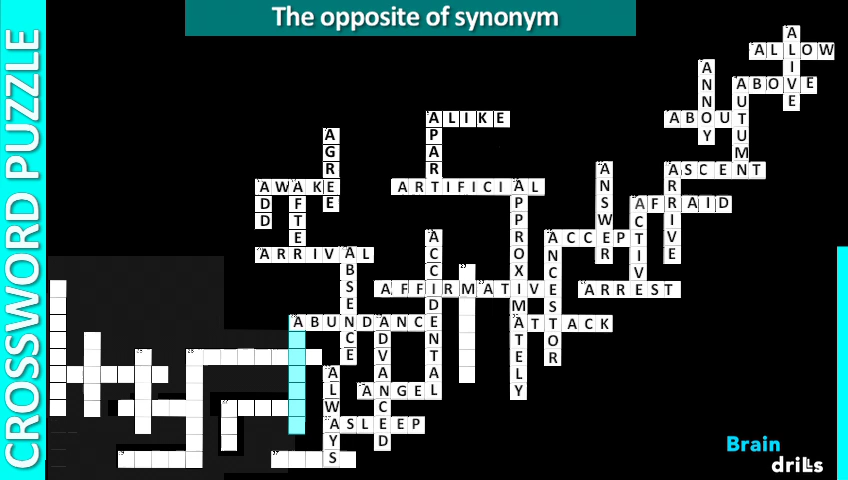 The opposite of synonym
CROSSWORD PUZZLE
ALIVE
ALLOW
ANNOY
ABOVE
AUTUMN
ABOUT
ALIKE
APART
AGREE
ANSWER
ASCENT
ARRIVE
AWAKE
ADD
AFTER
ARTIFICIAL
APPROXIMATELY
AFRAID
ACTIVE
ACCIDENTAL
ACCEPT
ANCESTOR
ARRIVAL
ABSENCE
AFFIRMATIVE
ARREST
ABUNDANCE
ADVANCED
ATTACK
ALWAYS
ANGEL
ASLEEP
Brain
drills